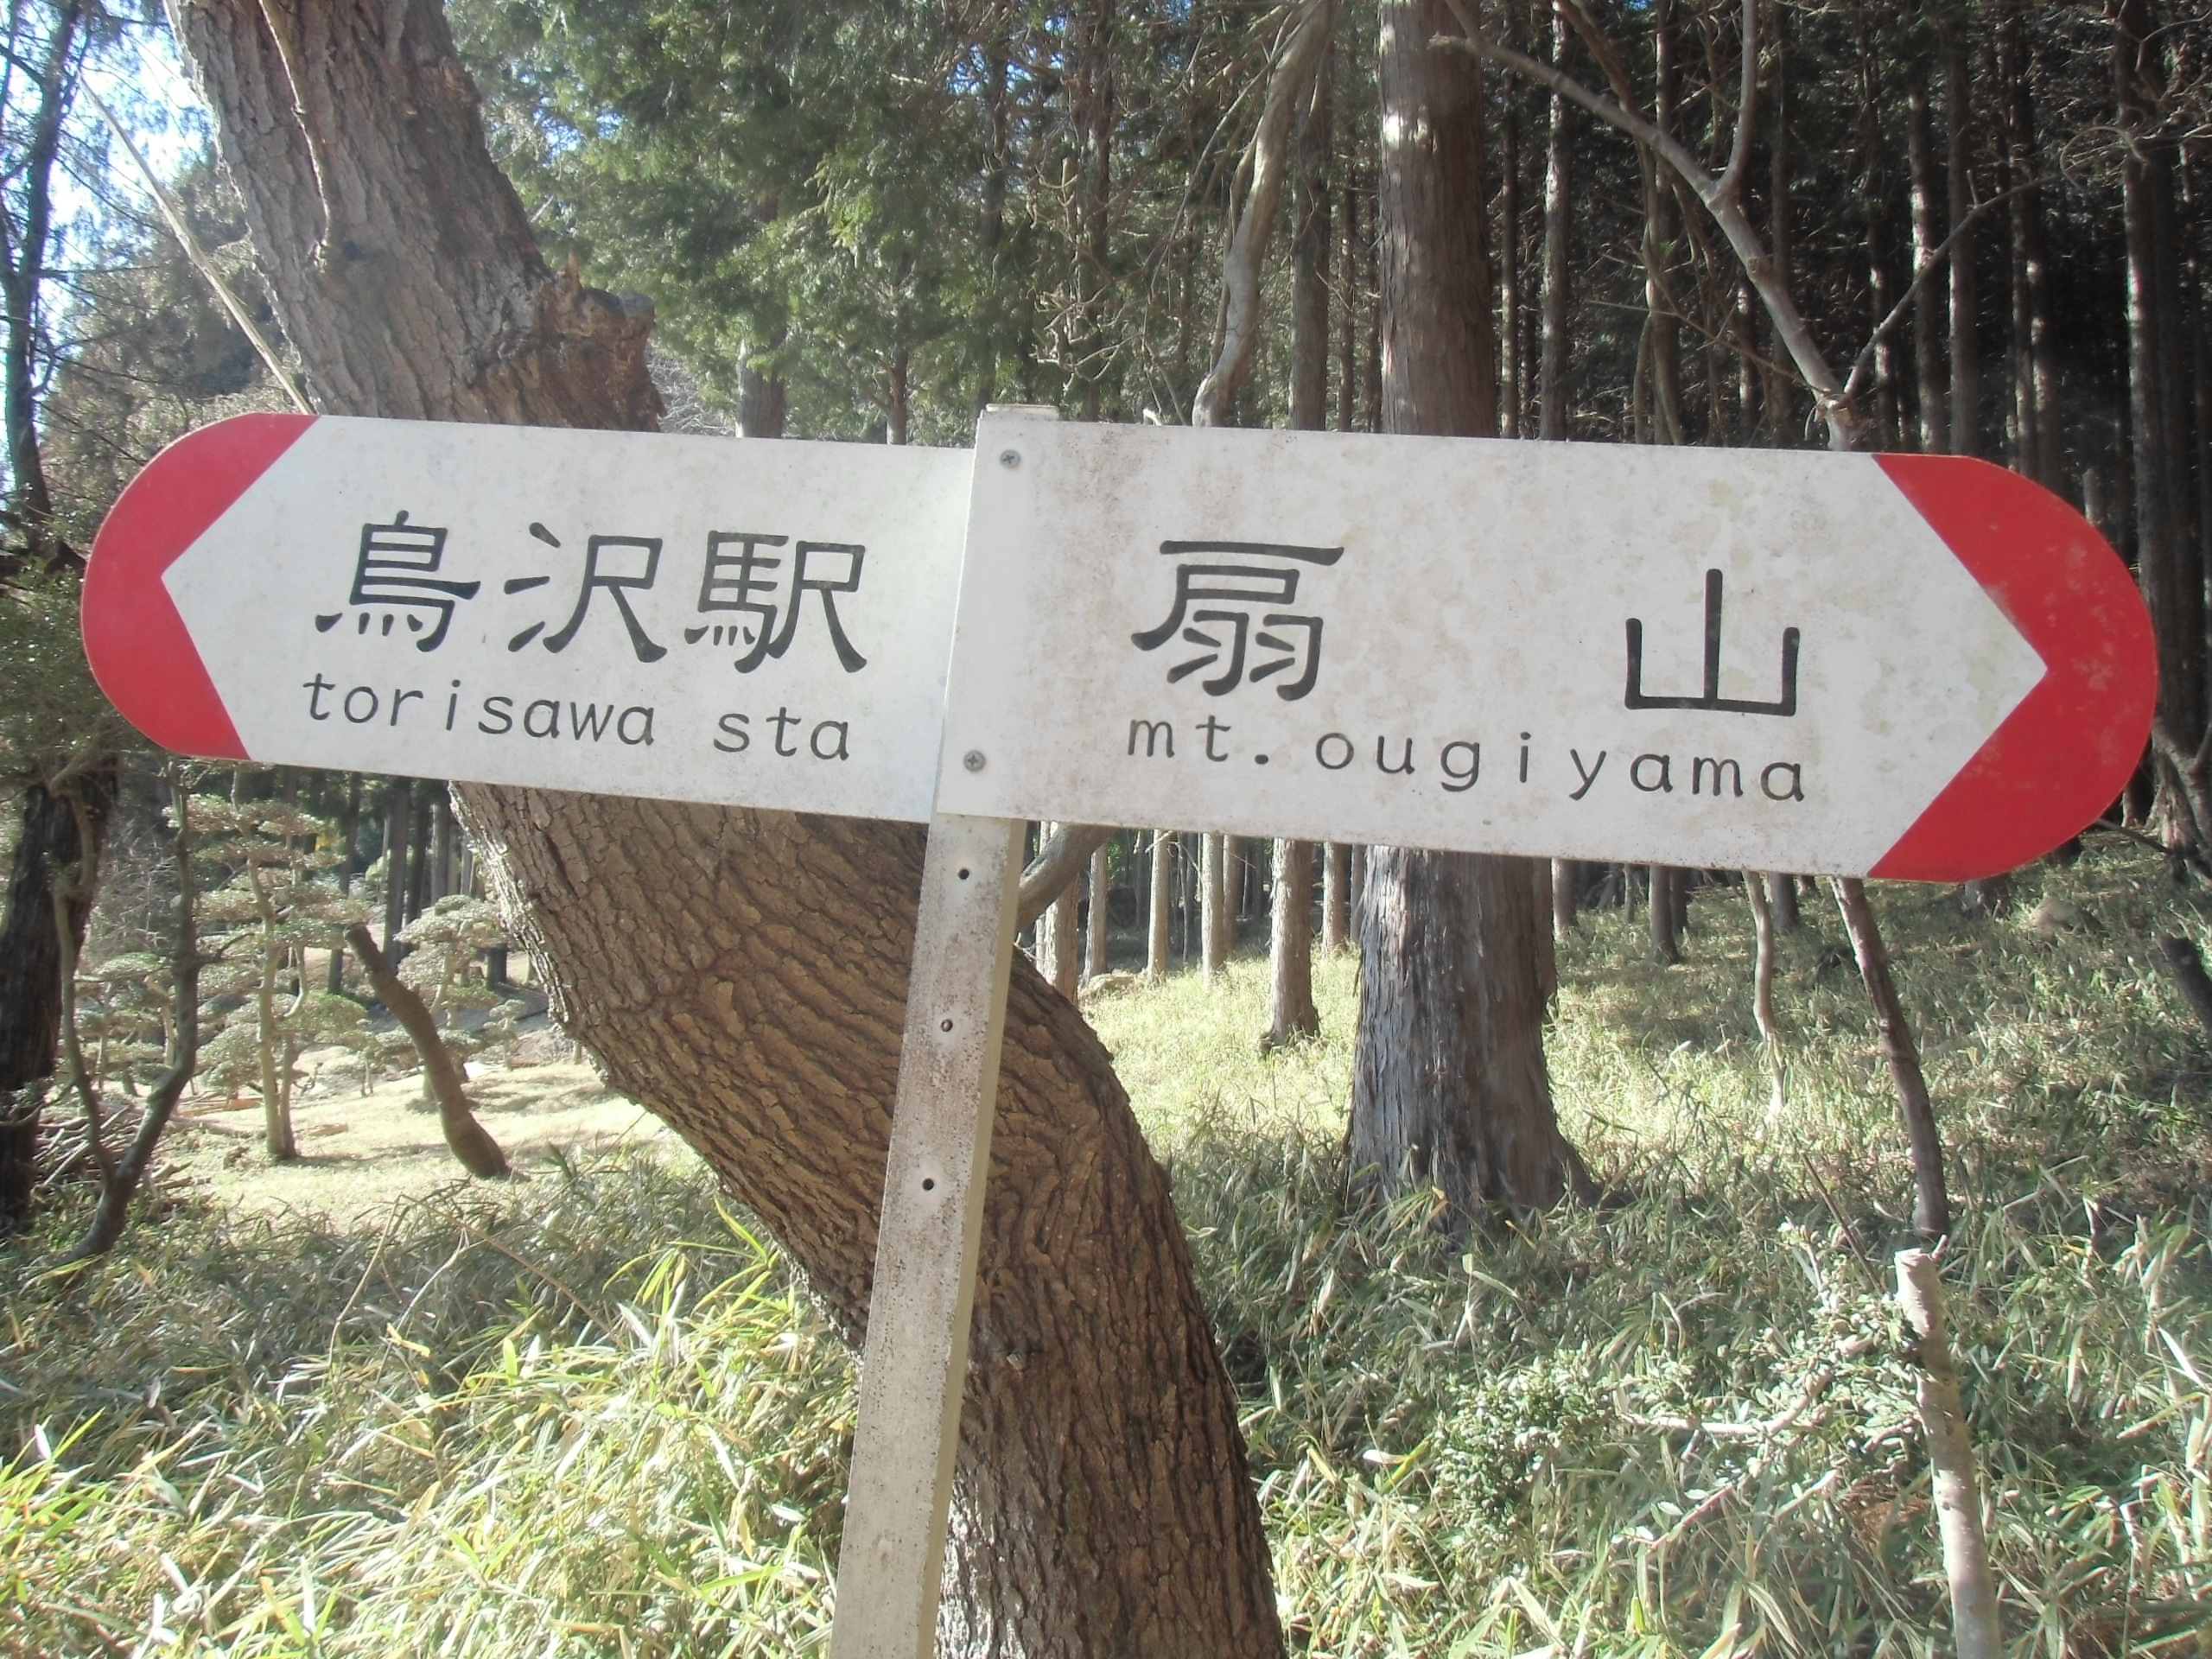 鳥沢駅
torisawa sta
扇 山
mt. ougiyama